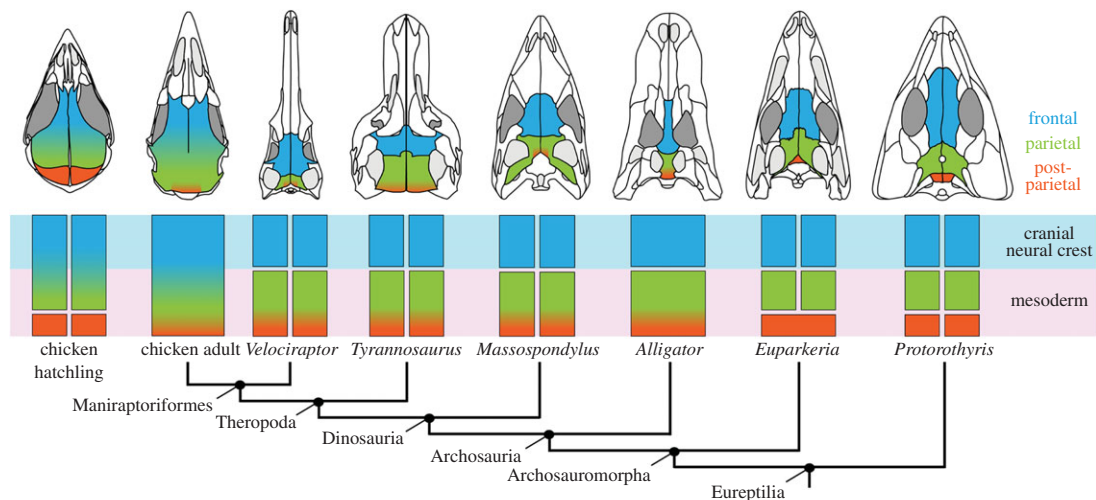 frontal
parietal
post-
parietal
cranial
neural crest
mesoderm
chicken
hatchling
chicken adult
Velociraptor
Tyrannosaurus
Massospondylus
Alligator
Euparkeria
Protorothyris
Maniraptoriformes
Theropoda
Dinosauria
Archosauria
Archosauromorpha
Eureptilia